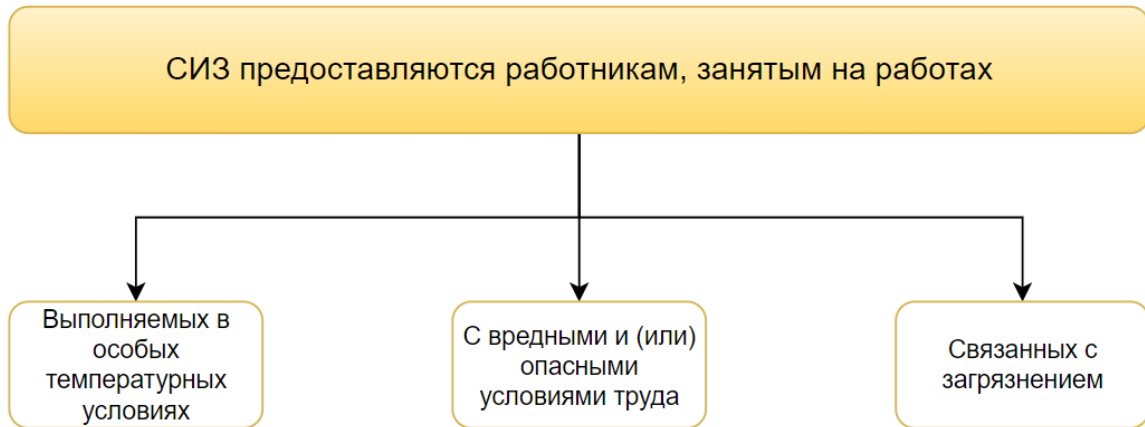 СИЗ предоставляются работникам, занятым на работах
Выполняемых в
особых
температурных
условиях
С вредными и (или)
опасными
условиями труда
Связанных с
загрязнением